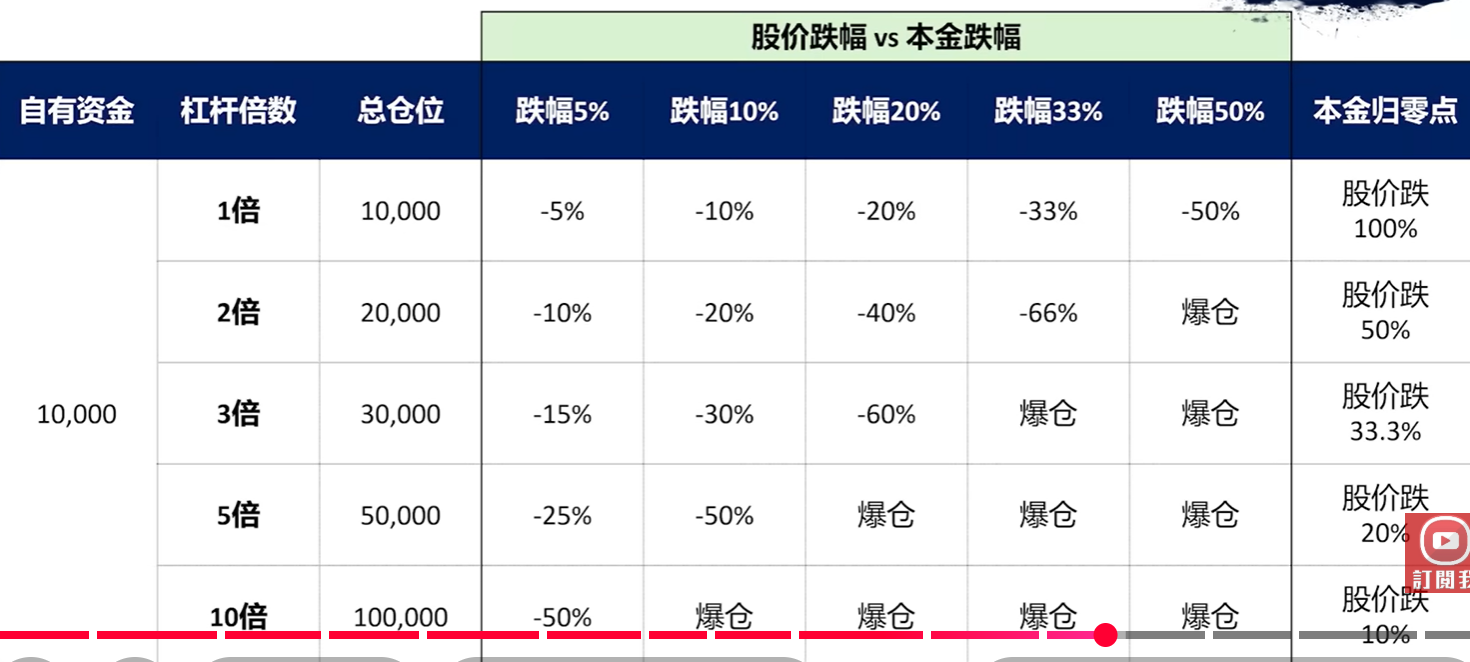 股价跌幅 vs 本金跌幅
自有资金 杠杆倍数 总仓位 跌幅5% 跌幅10% 跌幅20% 跌幅33% 跌幅50% 本金归零点
1倍 10,000 -5% -10% -20% -33% -50% 股价跌
100%
2倍 20,000 -10% -20% -40% -66% 爆仓 股价跌
50%
10,000 3倍 30,000 -15% -30% -60% 爆仓 爆仓 股价跌
33.3%
5倍 50,000 -25% -50% 爆仓 爆仓 爆仓 股价跌
20%
訂閱我
10倍 100,000 -50% 爆仓 爆仓 爆仓 爆仓 股价跌
10%